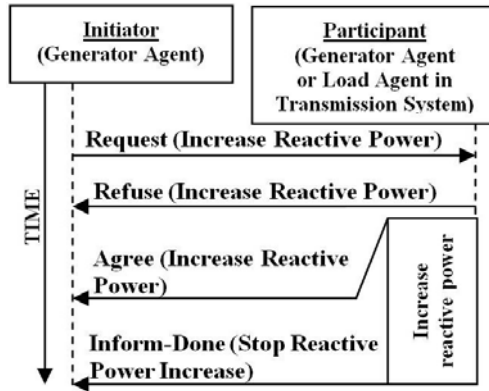 Initiator
(Generator Agent)
Participant
(Generator Agent
or Load Agent in
Transmission System)
TIME
Request (Increase Reactive Power)
Refuse (Increase Reactive Power)
Agree (Increase Reactive
Power)
Increase
reactive power
Inform-Done (Stop Reactive
Power Increase)